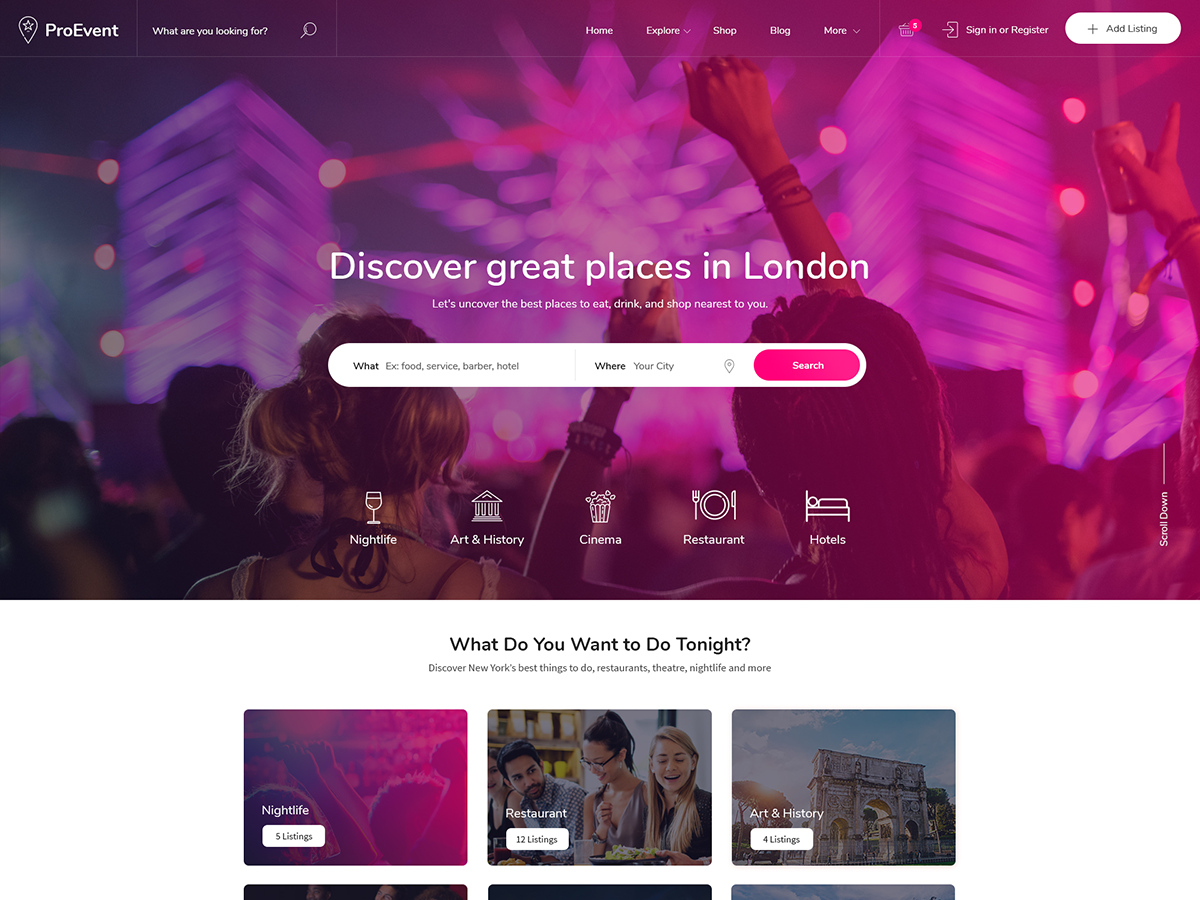 ProEvent
What are you looking for?
Home Explore Shop Blog More 5 Sign in or Register + Add Listing
Discover great places in London
Let's uncover the best places to eat, drink, and shop nearest to you.
What Ex: food, service, barber, hotel Where Your City Search
Nightlife Art & History Cinema Restaurant Hotels
Scroll Down
What Do You Want to Do Tonight?
Discover New York's best things to do, restaurants, theatre, nightlife and more
Nightlife
5 Listings
Restaurant
12 Listings
Art & History
4 Listings